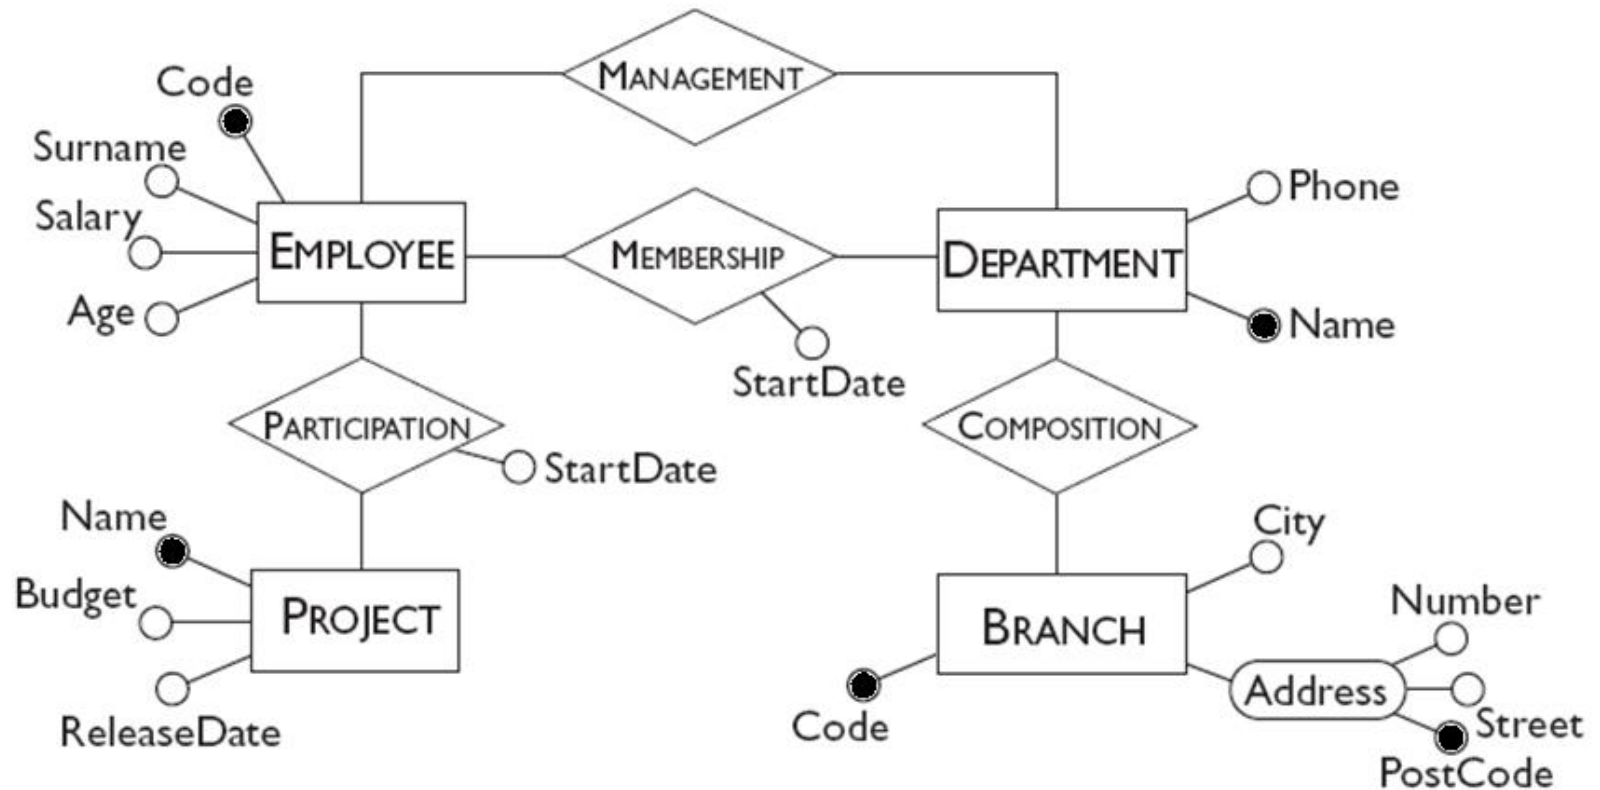 MANAGEMENT
Code
Surname
Salary
Age
EMPLOYEE
MEMBERSHIP
StartDate
DEPARTMENT
Phone
Name
PARTICIPATION
StartDate
COMPOSITION
Name
Budget
ReleaseDate
PROJECT
City
BRANCH
Code
Address
Number
Street
PostCode